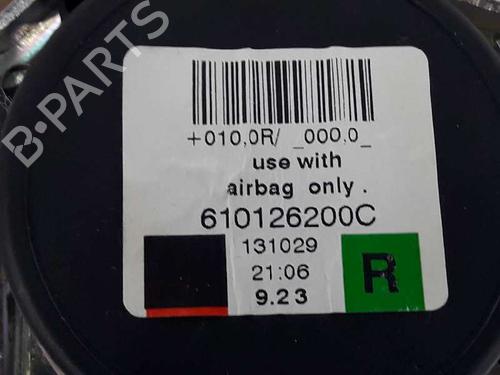 B-PARTS
+010,0R/ _000,0_
use with
airbag only .
610126200C
131029
21:06
9.23
R